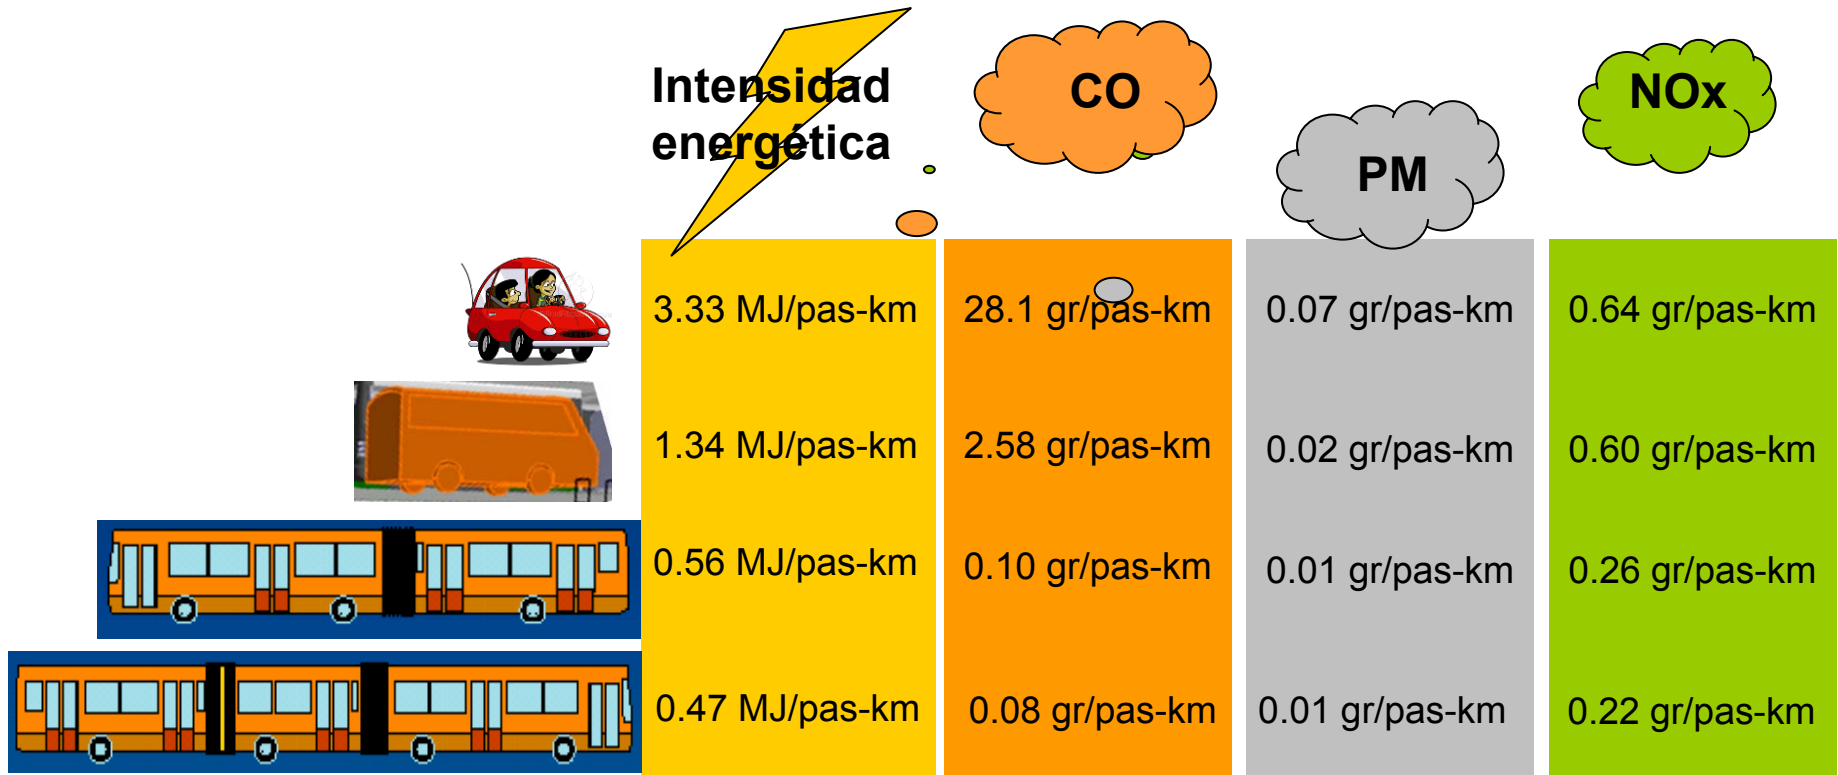 Intensidad
energética
CO
PM
NOx
3.33 MJ/pas-km 28.1 gr/pas-km 0.07 gr/pas-km 0.64 gr/pas-km
1.34 MJ/pas-km 2.58 gr/pas-km 0.02 gr/pas-km 0.60 gr/pas-km
0.56 MJ/pas-km 0.10 gr/pas-km 0.01 gr/pas-km 0.26 gr/pas-km
0.47 MJ/pas-km 0.08 gr/pas-km 0.01 gr/pas-km 0.22 gr/pas-km